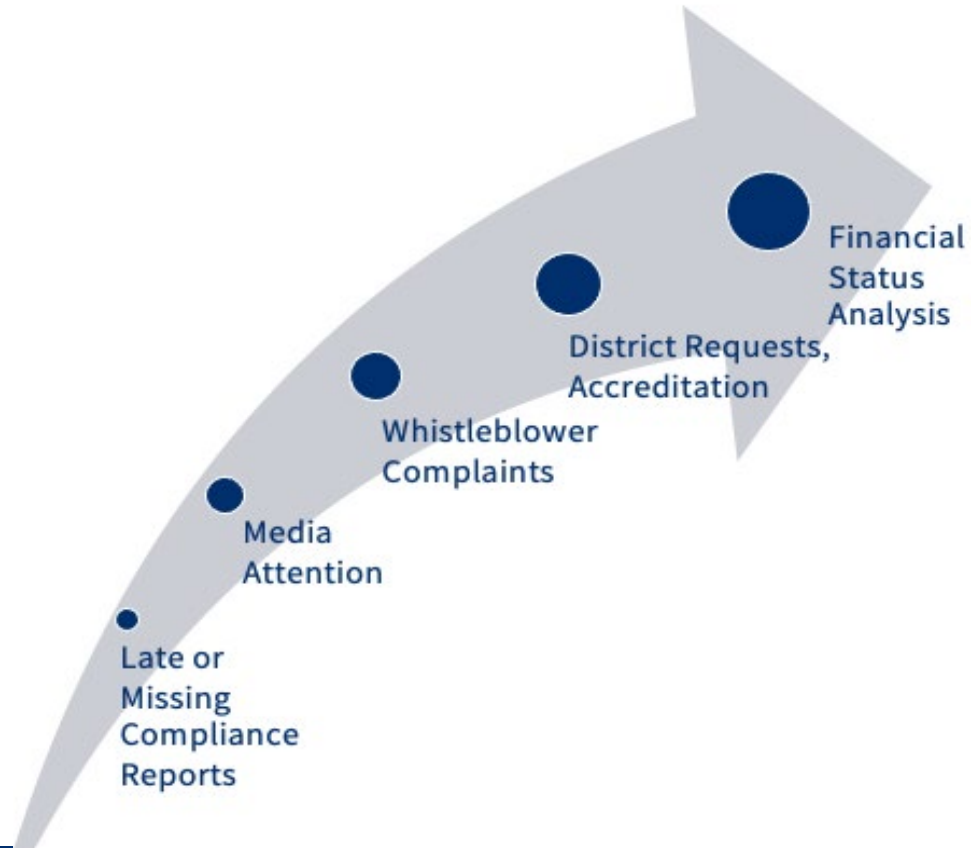 Financial
Status
Analysis
District Requests,
Accreditation
Whistleblower
Complaints
Media
Attention
Late or
Missing
Compliance
Reports